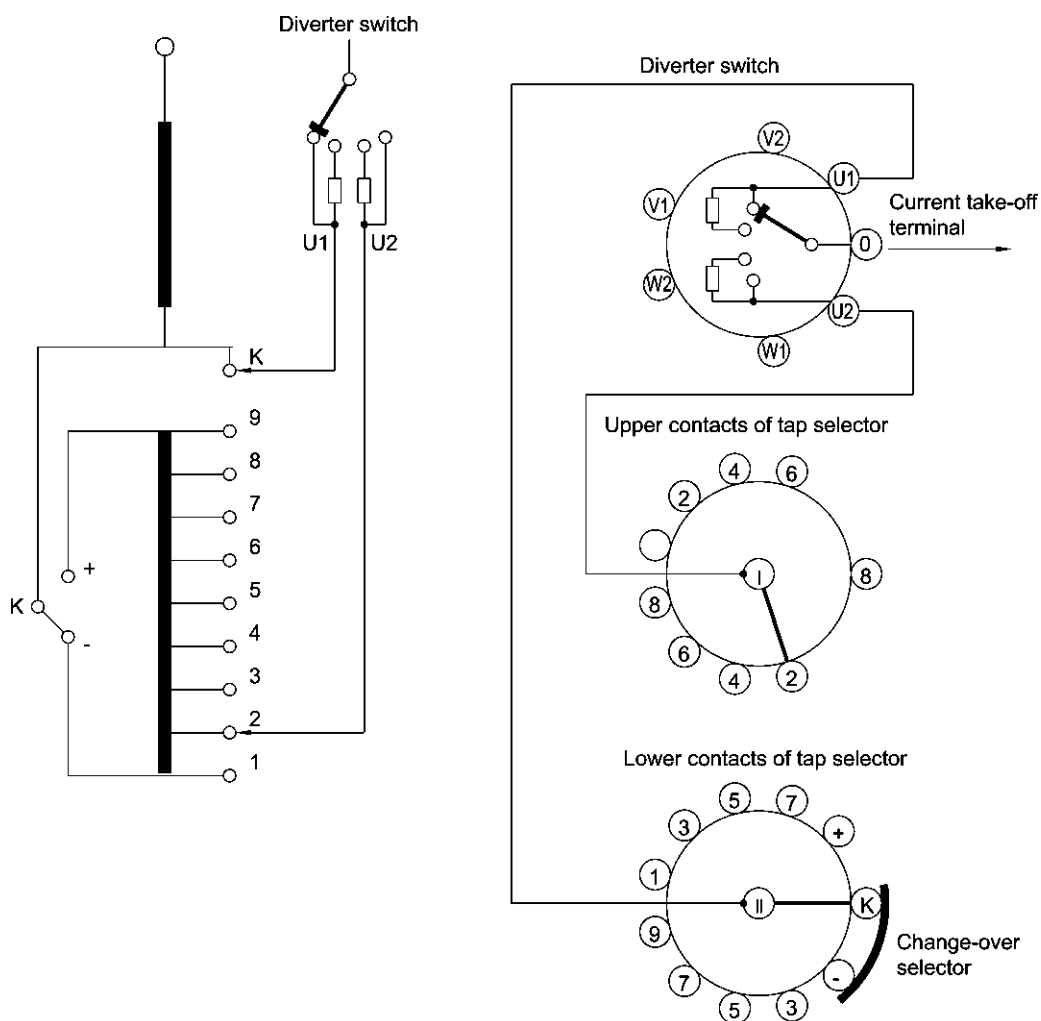 Diverter switch
U1
U2
K
9
8
7
6
5
4
3
2
1
+
K
-
Diverter switch
V2
U1
V1
Current take-off
terminal
0
W2
U2
W1
Upper contacts of tap selector
4
6
2
I
8
8
6
4
2
Lower contacts of tap selector
5
7
3
+
1
II
K
9
Change-over
selector
7
-
5
3